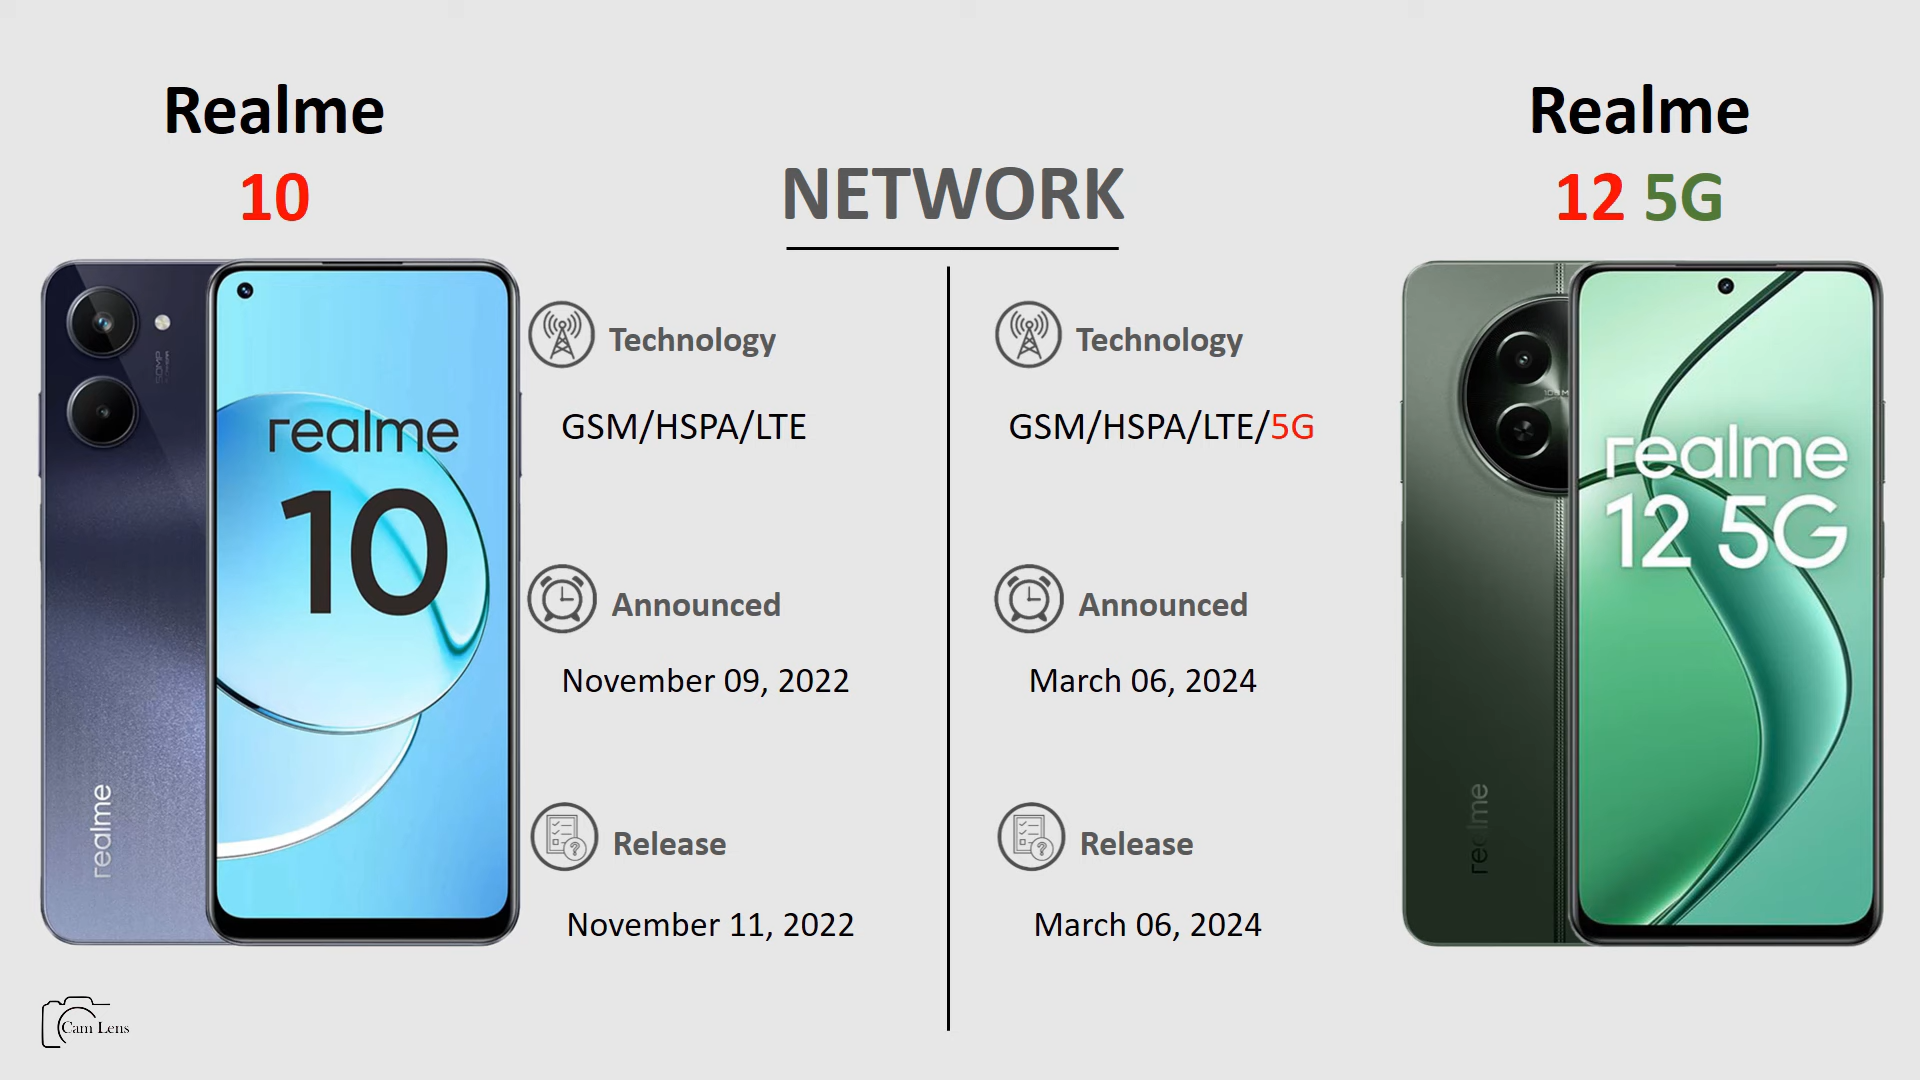 Realme
10
NETWORK
Realme
12 5G
realme
10
realme
50MP
Technology
GSM/HSPA/LTE
Announced
November 09, 2022
Release
November 11, 2022
Technology
GSM/HSPA/LTE/5G
Announced
March 06, 2024
Release
March 06, 2024
realme
12 5G
realme
Cam Lens